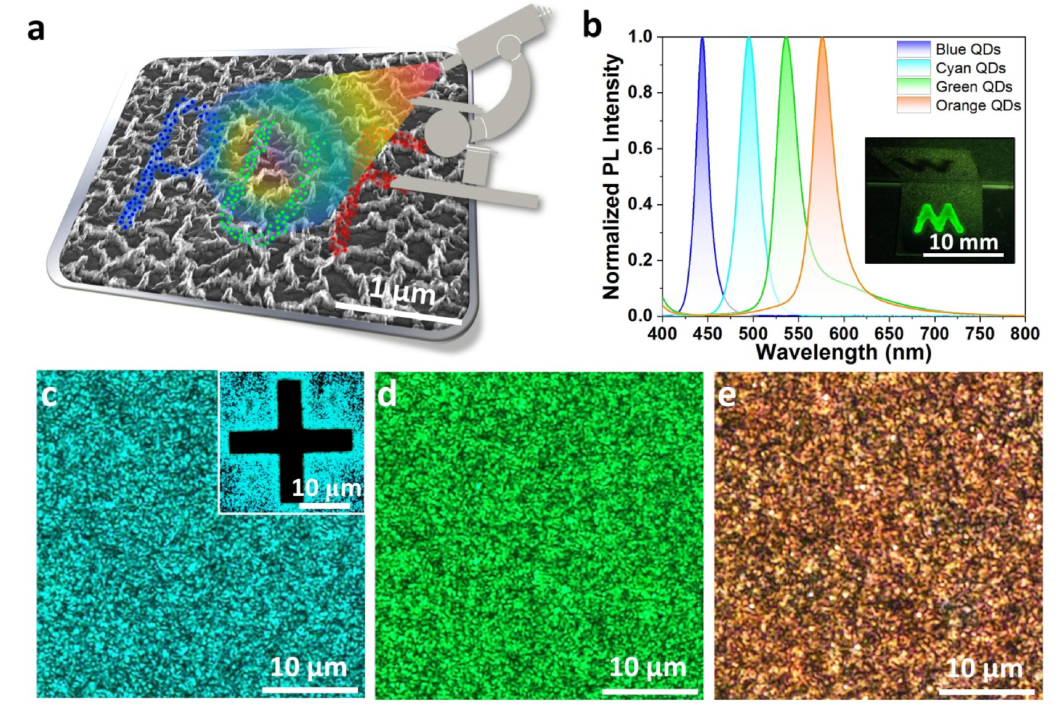 a
1 μm
b
Normalized PL Intensity
1.0
0.8
0.6
0.4
0.2
0.0
400 450 500 550 600 650 700 750 800
Wavelength (nm)
Blue QDs
Cyan QDs
Green QDs
Orange QDs
M
10 mm
c
10 μm
10 μm
d
10 μm
e
10 μm